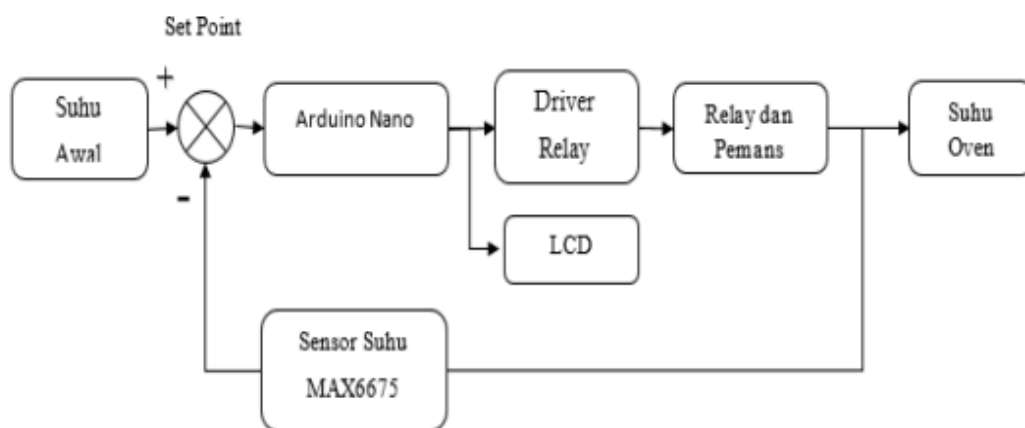 Set Point
+
Suhu
Awal
Arduino Nano
Driver
Relay
Relay dan
Pemans
Suhu
Oven
-
LCD
Sensor Suhu
MAX6675